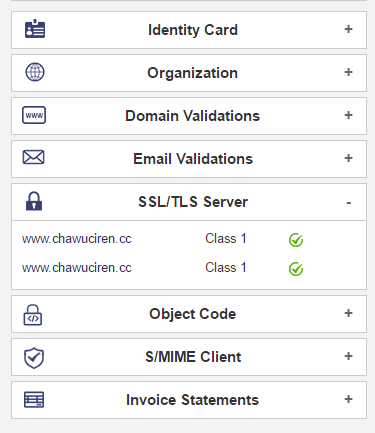 Identity Card +
Organization +
www Domain Validations +
Email Validations +
SSL/TLS Server -
www.chawuciren.cc Class 1
www.chawuciren.cc Class 1
Object Code +
S/MIME Client +
Invoice Statements +